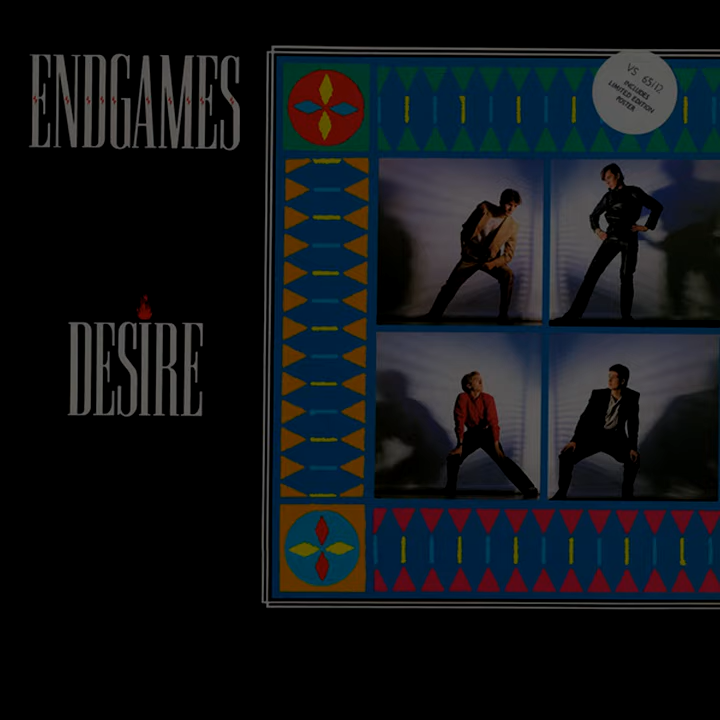 ENDGAMES
DESIRE
VS 651 12
INCLUDES
LIMITED EDITION
POSTER